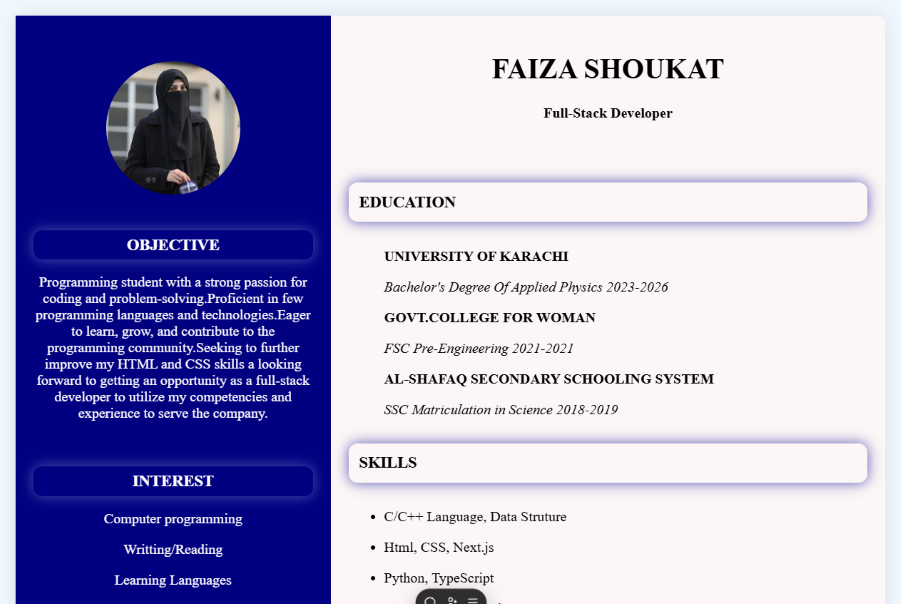 OBJECTIVE
Programming student with a strong passion for
coding and problem-solving.Proficient in few
programming languages and technologies.Eager
to learn, grow, and contribute to the
programming community.Seeking to further
improve my HTML and CSS skills a looking
forward to getting an opportunity as a full-stack
developer to utilize my competencies and
experience to serve the company.
INTEREST
Computer programming
Writting/Reading
Learning Languages
FAIZA SHOUKAT
Full-Stack Developer
EDUCATION
UNIVERSITY OF KARACHI
Bachelor's Degree Of Applied Physics 2023-2026
GOVT.COLLEGE FOR WOMAN
FSC Pre-Engineering 2021-2021
AL-SHAFAQ SECONDARY SCHOOLING SYSTEM
SSC Matriculation in Science 2018-2019
SKILLS
C/C++ Language, Data Struture
Html, CSS, Next.js
Python, TypeScript